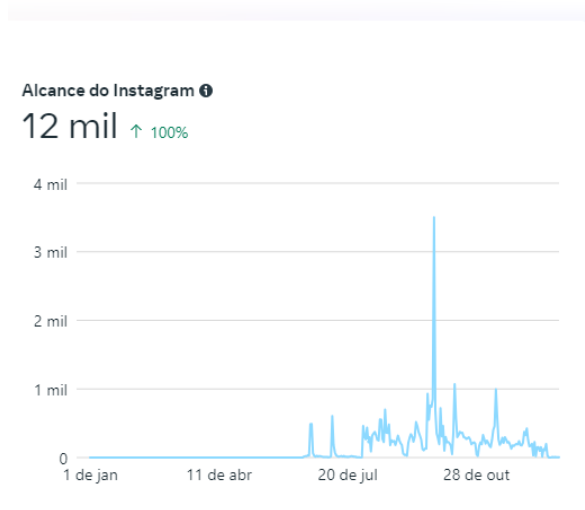 Alcance do Instagram
12 mil ↑ 100%
4 mil
3 mil
2 mil
1 mil
0
1 de jan 11 de abr 20 de jul 28 de out